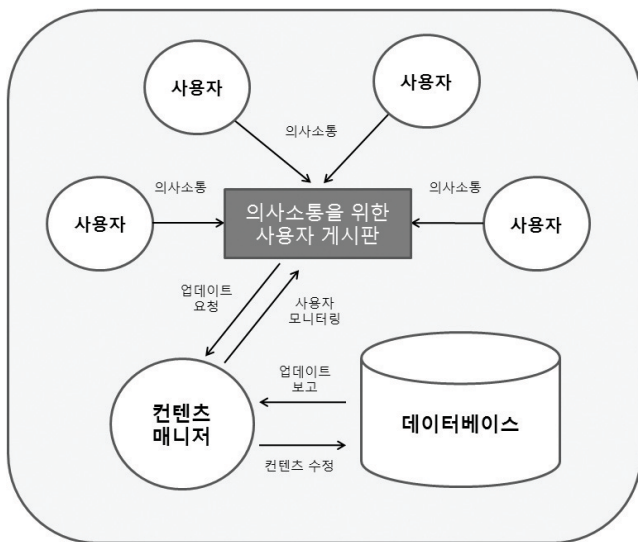 사용자
사용자
의사소통
의사소통
의사소통
사용자
의사소통을 위한
사용자 게시판
사용자
업데이트
요청
사용자
모니터링
업데이트
보고
컨텐츠
매니저
데이터베이스
컨텐츠 수정